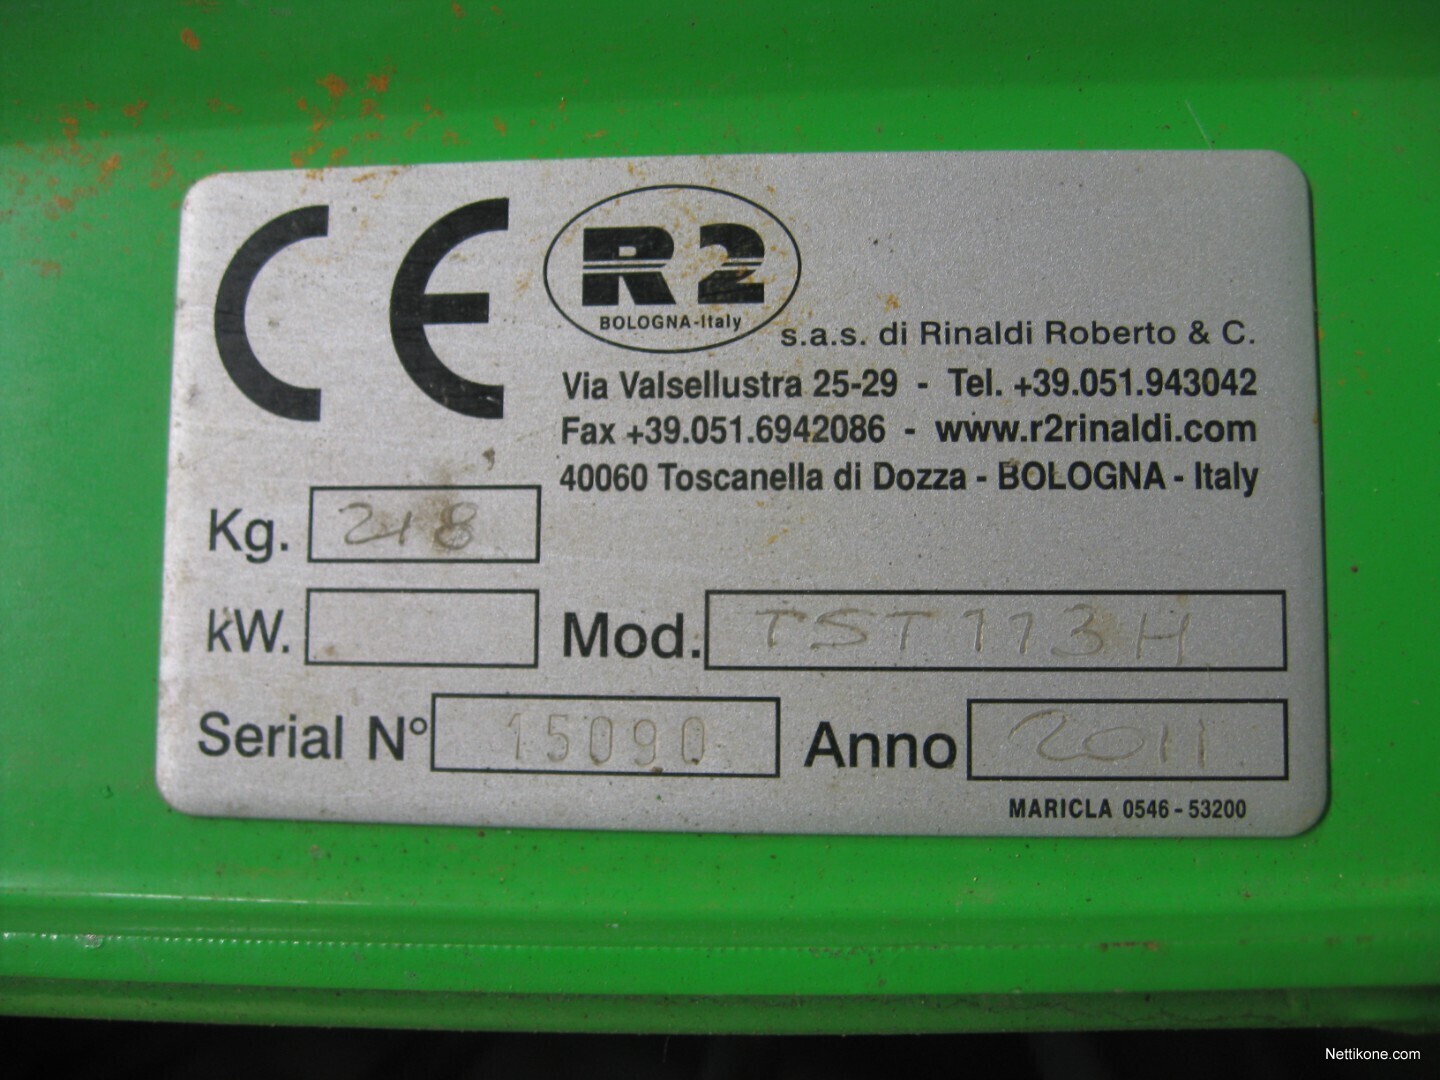 CE
R2
BOLOGNA-Italy
s.a.s. di Rinaldi Roberto & C.
Via Valsellustra 25-29 - Tel. +39.051.943042
Fax +39.051.6942086 - www.r2rinaldi.com
40060 Toscanella di Dozza - BOLOGNA - Italy
Kg. 218
kW.
Mod. TST113H
Serial N° 15090
Anno 2011
MARICLA 0546 - 53200
Nettikone.com